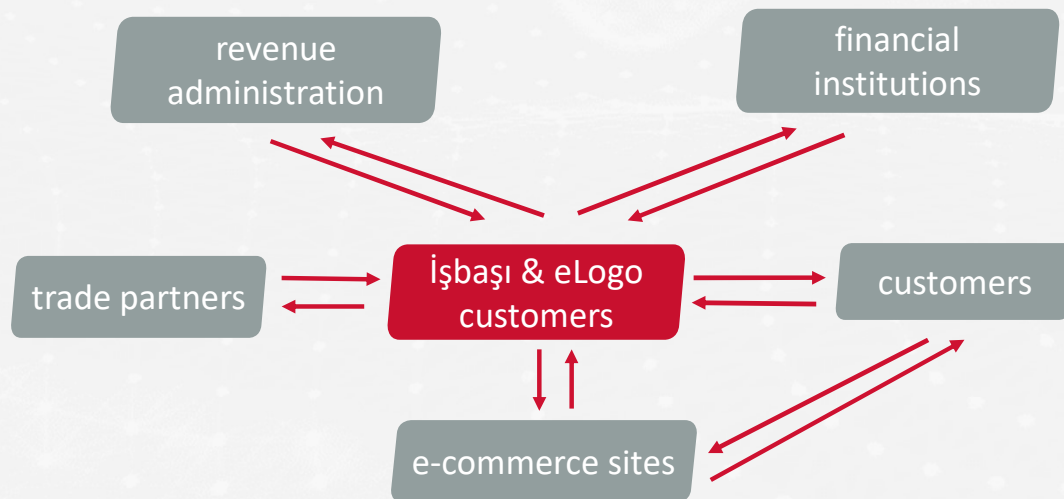 revenue
administration
financial
institutions
trade partners
İşbaşı & eLogo
customers
customers
e-commerce sites